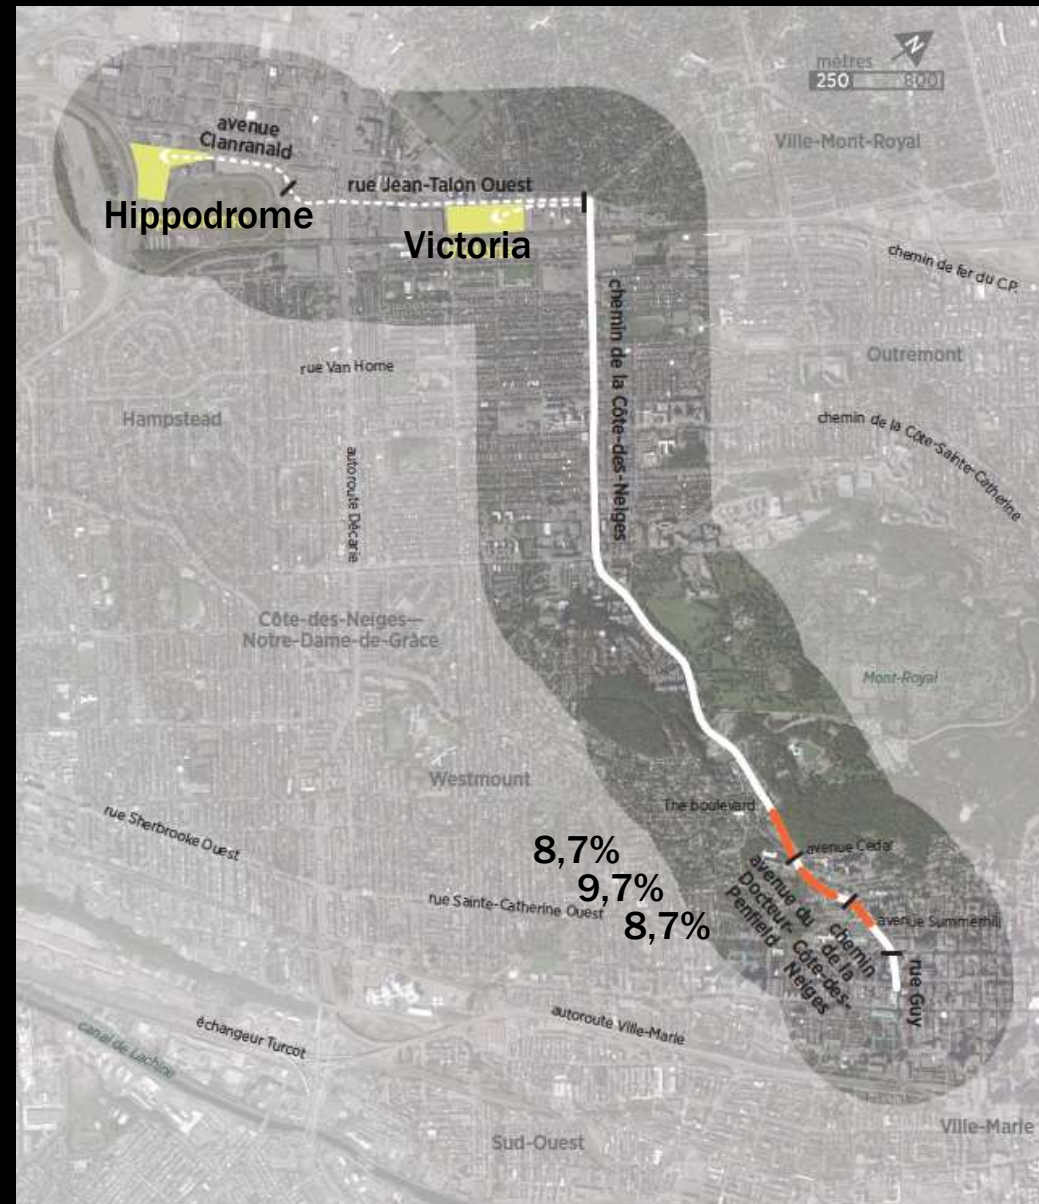 mètres
250 800
Ville-Mont-Royal
avenue
Clanranald
rue Jean-Talon Ouest
Hippodrome
Victoria
chemin de fer du C.P.
chemin de la Côte-des-Neiges
Outremont
rue Van Horne
Hampstead
chemin de la Côte-Sainte-Catherine
autoroute Décarie
Côte-des-Neiges—
Notre-Dame-de-Grâce
Mont-Royal
Westmount
The boulevard
rue Sherbrooke Ouest
8,7%
avenue Cedar
9,7%
rue Sainte-Catherine Ouest
8,7%
avenue du
Docteur-
Penfield
avenue Summerhill
chemin
de la
Côte-des-
Neiges
rue Guy
autoroute Ville-Marie
échangeur Turcot
canal de Lachine
Ville-Marie
Sud-Ouest
N